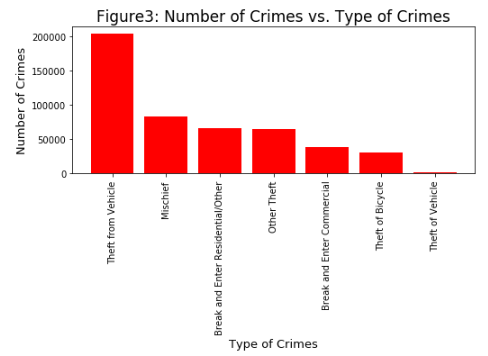 Figure3: Number of Crimes vs. Type of Crimes
Number of Crimes
200000
150000
100000
50000
0
Theft from Vehicle
Mischief
Break and Enter Residential/Other
Other Theft
Break and Enter Commercial
Theft of Bicycle
Theft of Vehicle
Type of Crimes